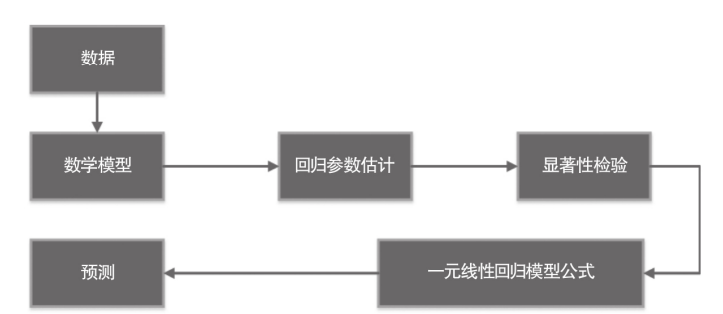 数据
数学模型
回归参数估计
显著性检验
一元线性回归模型公式
预测